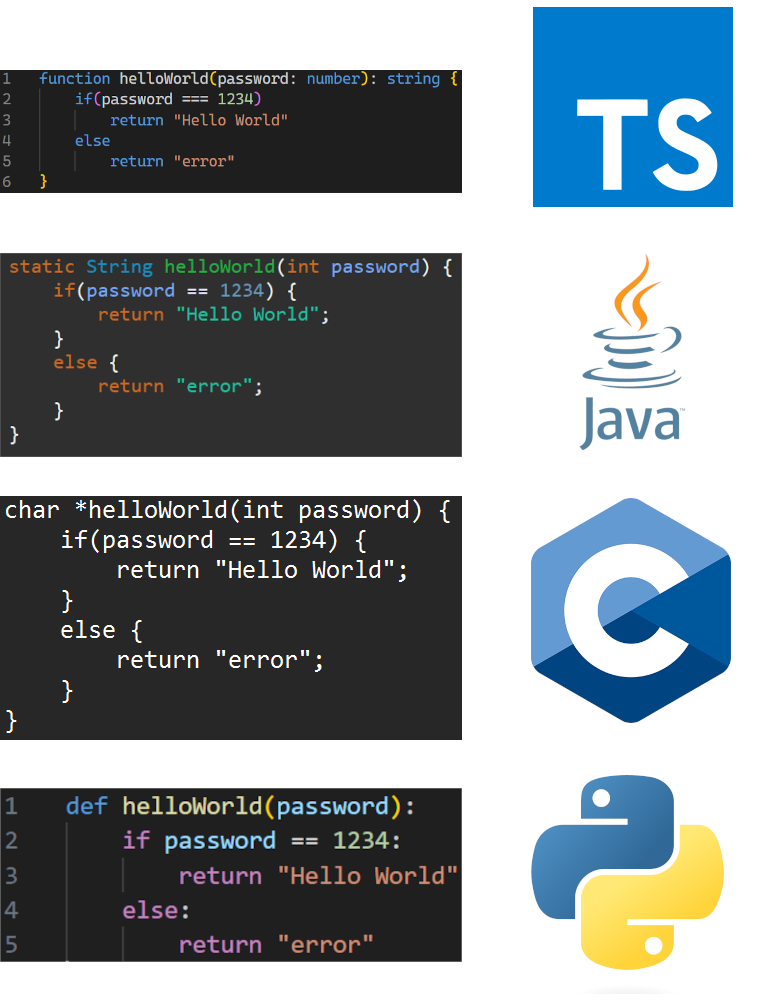 1 function helloWorld(password: number): string {
2 if(password === 1234)
3 return "Hello World"
4 else
5 return "error"
6 }
TS
static String helloWorld(int password) {
if(password == 1234) {
return "Hello World";
}
else {
return "error";
}
}
Java™
char *helloWorld(int password) {
if(password == 1234) {
return "Hello World";
}
else {
return "error";
}
}
C
1 def helloWorld(password):
2 if password == 1234:
3 return "Hello World"
4 else:
5 return "error"